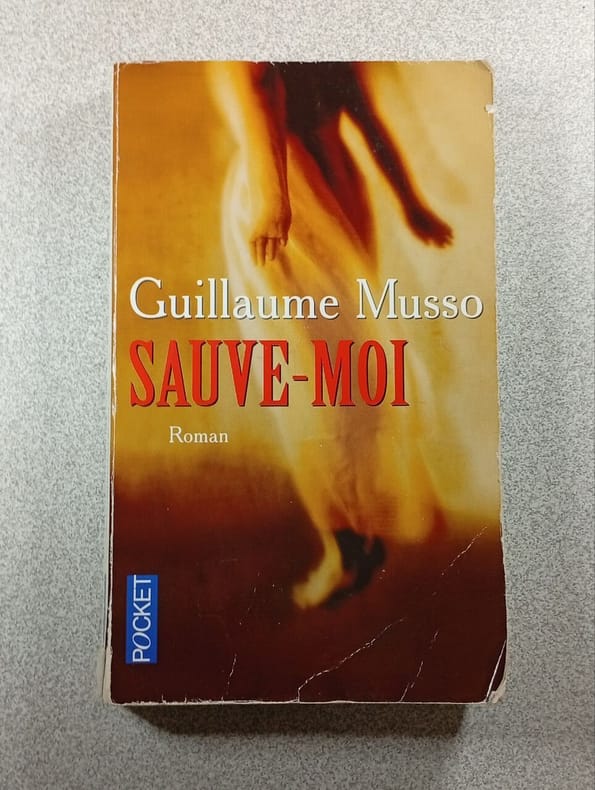 Guillaume Musso
SAUVE-MOI
Roman
POCKET